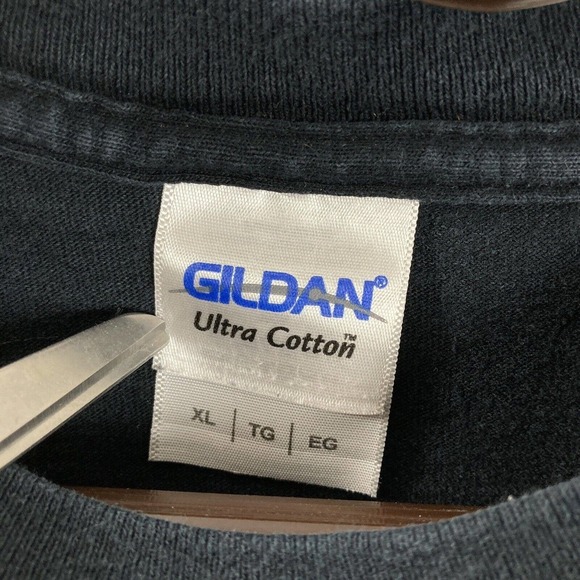 GILDAN®
Ultra Cotton™
XL | TG | EG